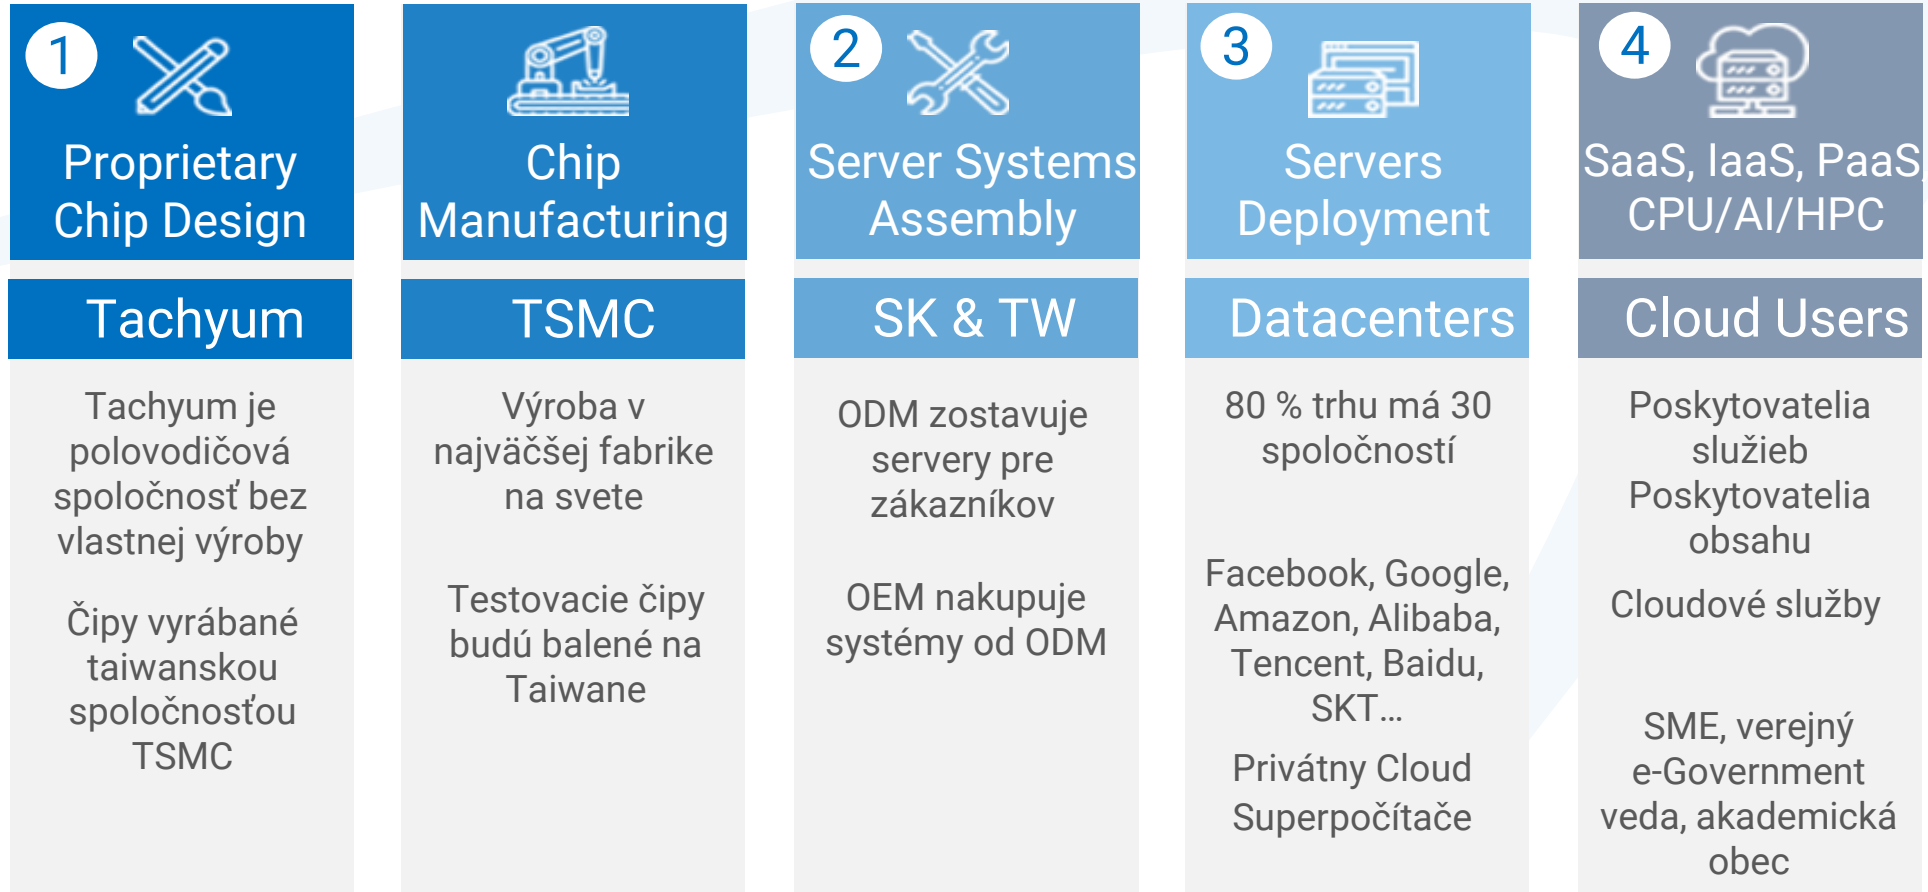 1
Proprietary
Chip Design
Tachyum
Tachyum je
polovodičová
spoločnosť bez
vlastnej výroby
Čipy vyrábané
taiwanskou
spoločnosťou
TSMC
Chip
Manufacturing
TSMC
Výroba v
najväčšej fabrike
na svete
Testovacie čipy
budú balené na
Taiwane
2
Server Systems
Assembly
SK & TW
ODM zostavuje
servery pre
zákazníkov
OEM nakupuje
systémy od ODM
3
Servers
Deployment
Datacenters
80 % trhu má 30
spoločností
Facebook, Google,
Amazon, Alibaba,
Tencent, Baidu,
SKT…
Privátny Cloud
Superpočítače
4
SaaS, IaaS, PaaS,
CPU/AI/HPC
Cloud Users
Poskytovatelia
služieb
Poskytovatelia
obsahu
Cloudové služby
SME, verejný
e-Government
veda, akademická
obec